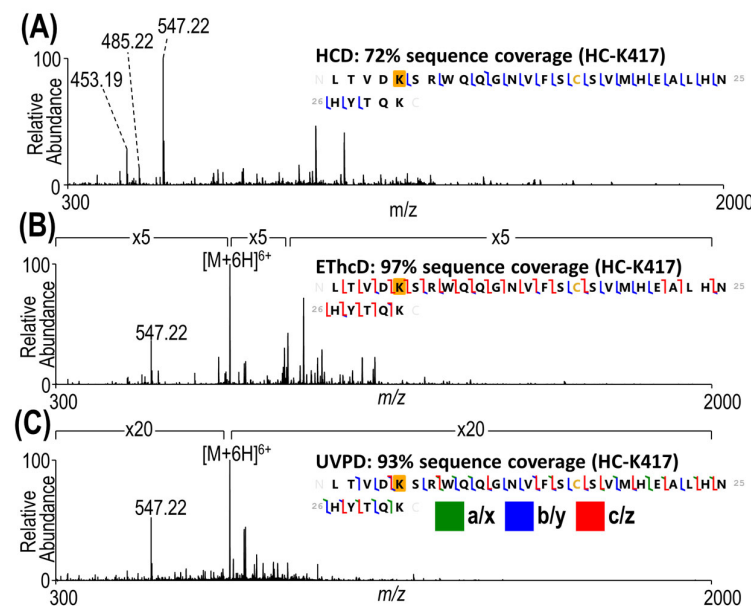 (A)
547.22
485.22
453.19
HCD: 72% sequence coverage (HC-K417)
N L T V D K S R W Q Q G N V F S C S V M H E A L H N 25
26 H Y T Q K C
100
Relative Abundance
0
300
m/z
2000
(B)
x5
x5
x5
[M+6H]6+
EThcD: 97% sequence coverage (HC-K417)
N L T V D K S R W Q Q G N V F S C S V M H E A L H N 25
26 H Y T Q K C
100
Relative Abundance
547.22
0
300
m/z
2000
(C)
x20
x20
[M+6H]6+
UVPD: 93% sequence coverage (HC-K417)
N L T V D K S R W Q Q G N V F S C S V M H E A L H N 25
26 H Y T Q K C
a/x b/y c/z
100
Relative Abundance
547.22
0
300
m/z
2000